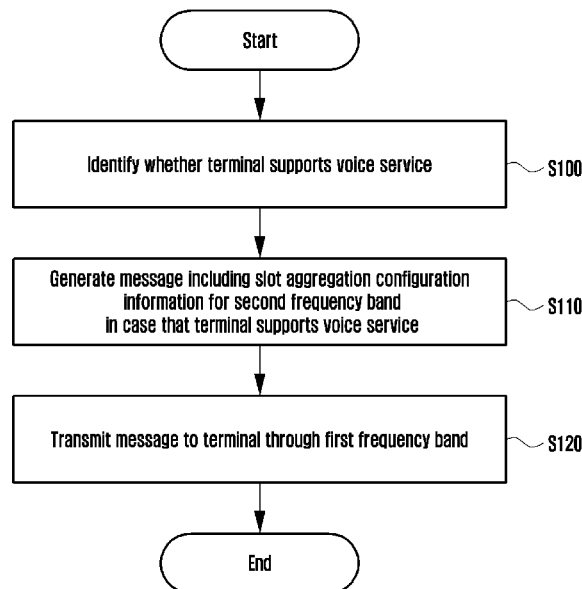 Start
Identify whether terminal supports voice service
S100
Generate message including slot aggregation configuration
information for second frequency band
in case that terminal supports voice service
S110
Transmit message to terminal through first frequency band
S120
End